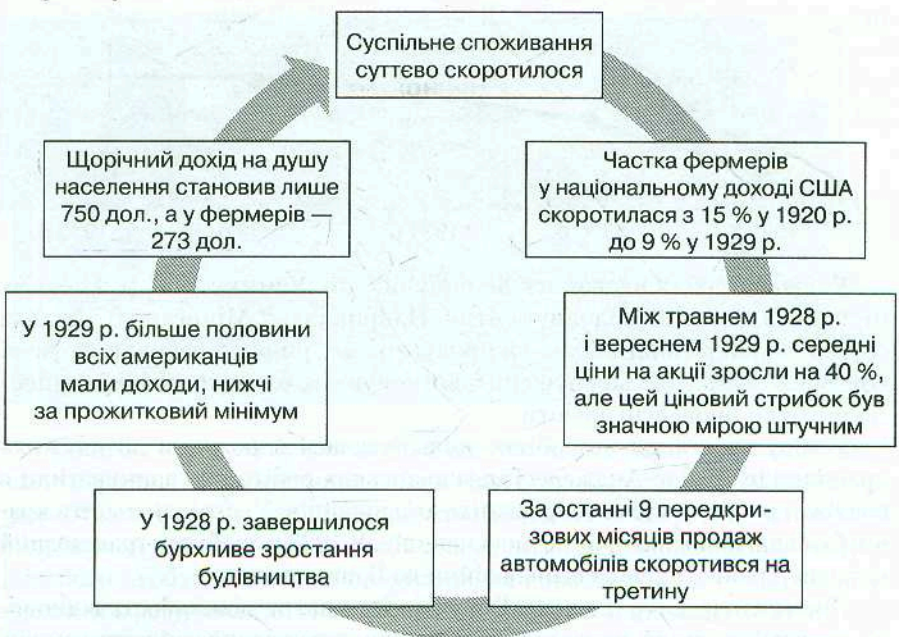 Суспільне споживання
суттєво скоротилося
Частка фермерів
у національному доході США
скоротилася з 15 % у 1920 р.
до 9 % у 1929 р.
Між травнем 1928 р.
і вереснем 1929 р. середні
ціни на акції зросли на 40 %,
але цей ціновий стрибок був
значною мірою штучним
За останні 9 передкри-
зових місяців продаж
автомобілів скоротився на
третину
У 1928 р. завершилося
бурхливе зростання
будівництва
У 1929 р. більше половини
всіх американців
мали доходи, нижчі
за прожитковий мінімум
Щорічний дохід на душу
населення становив лише
750 дол., а у фермерів —
273 дол.